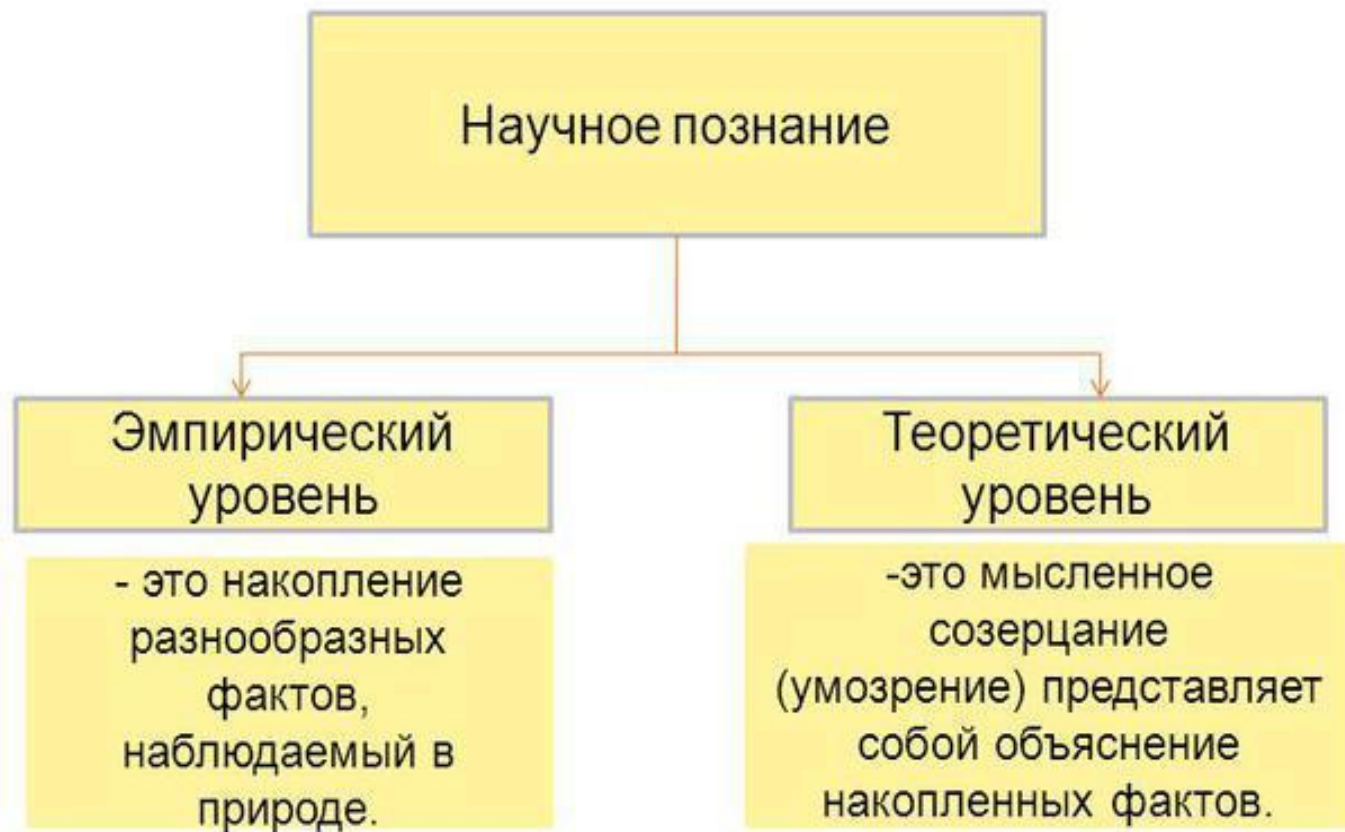 Научное познание
Эмпирический
уровень
- это накопление
разнообразных
фактов,
наблюдаемый в
природе.
Теоретический
уровень
-это мысленное
созерцание
(умозрение) представляет
собой объяснение
накопленных фактов.